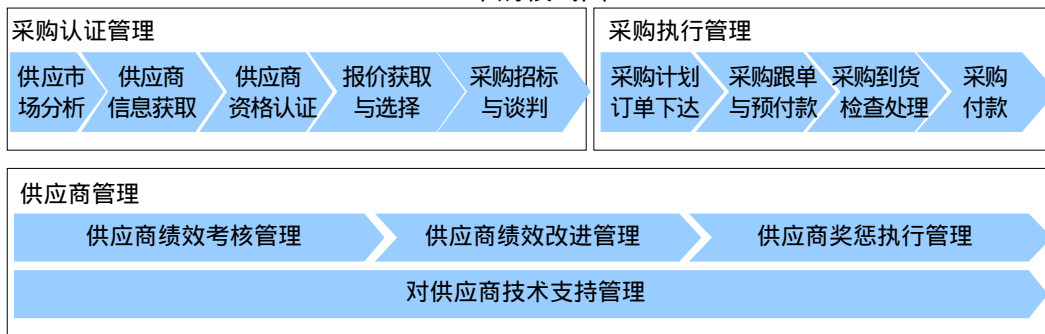 采购认证管理
供应市
场分析
供应商
信息获取
供应商
资格认证
报价获取
与选择
采购招标
与谈判
采购执行管理
采购计划
订单下达
采购跟单
与预付款
采购到货
检查处理
采购
付款
供应商管理
供应商绩效考核管理
供应商绩效改进管理
供应商奖惩执行管理
对供应商技术支持管理